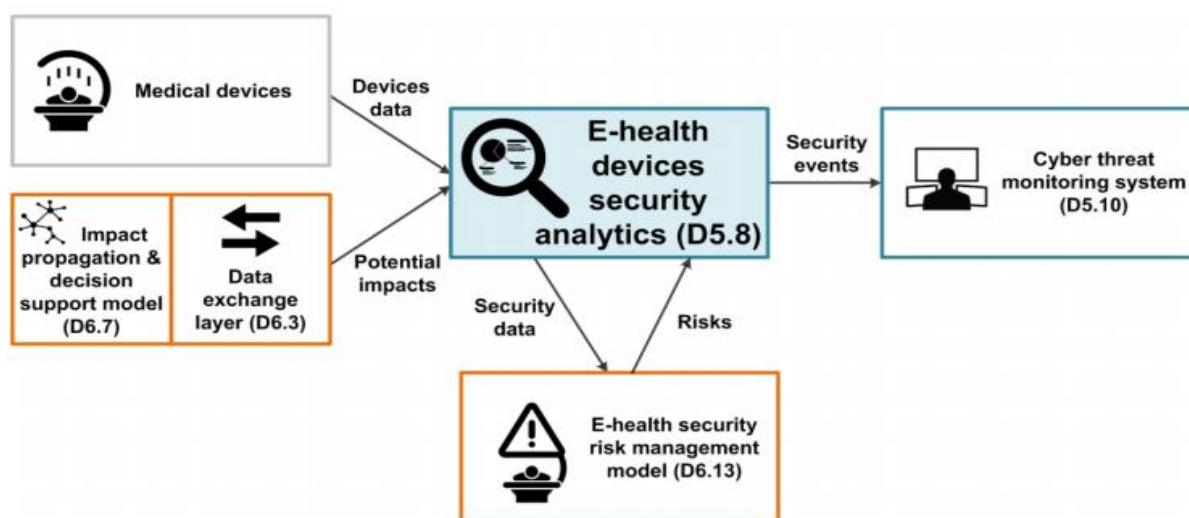 Medical devices
Devices
data
Impact
propagation &
decision
support model
(D6.7)
Data
exchange
layer (D6.3)
Potential
impacts
E-health
devices
security
analytics (D5.8)
Security
events
Cyber threat
monitoring system
(D5.10)
Security
data
Risks
E-health security
risk management
model (D6.13)